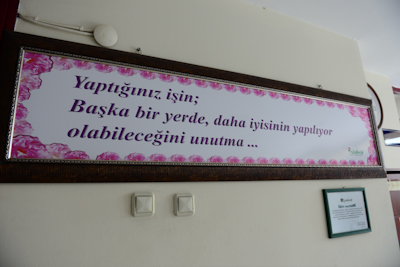 Yaptığınız işin;
Başka bir yerde, daha iyisinin yapılıyor
olabileceğini unutma ...